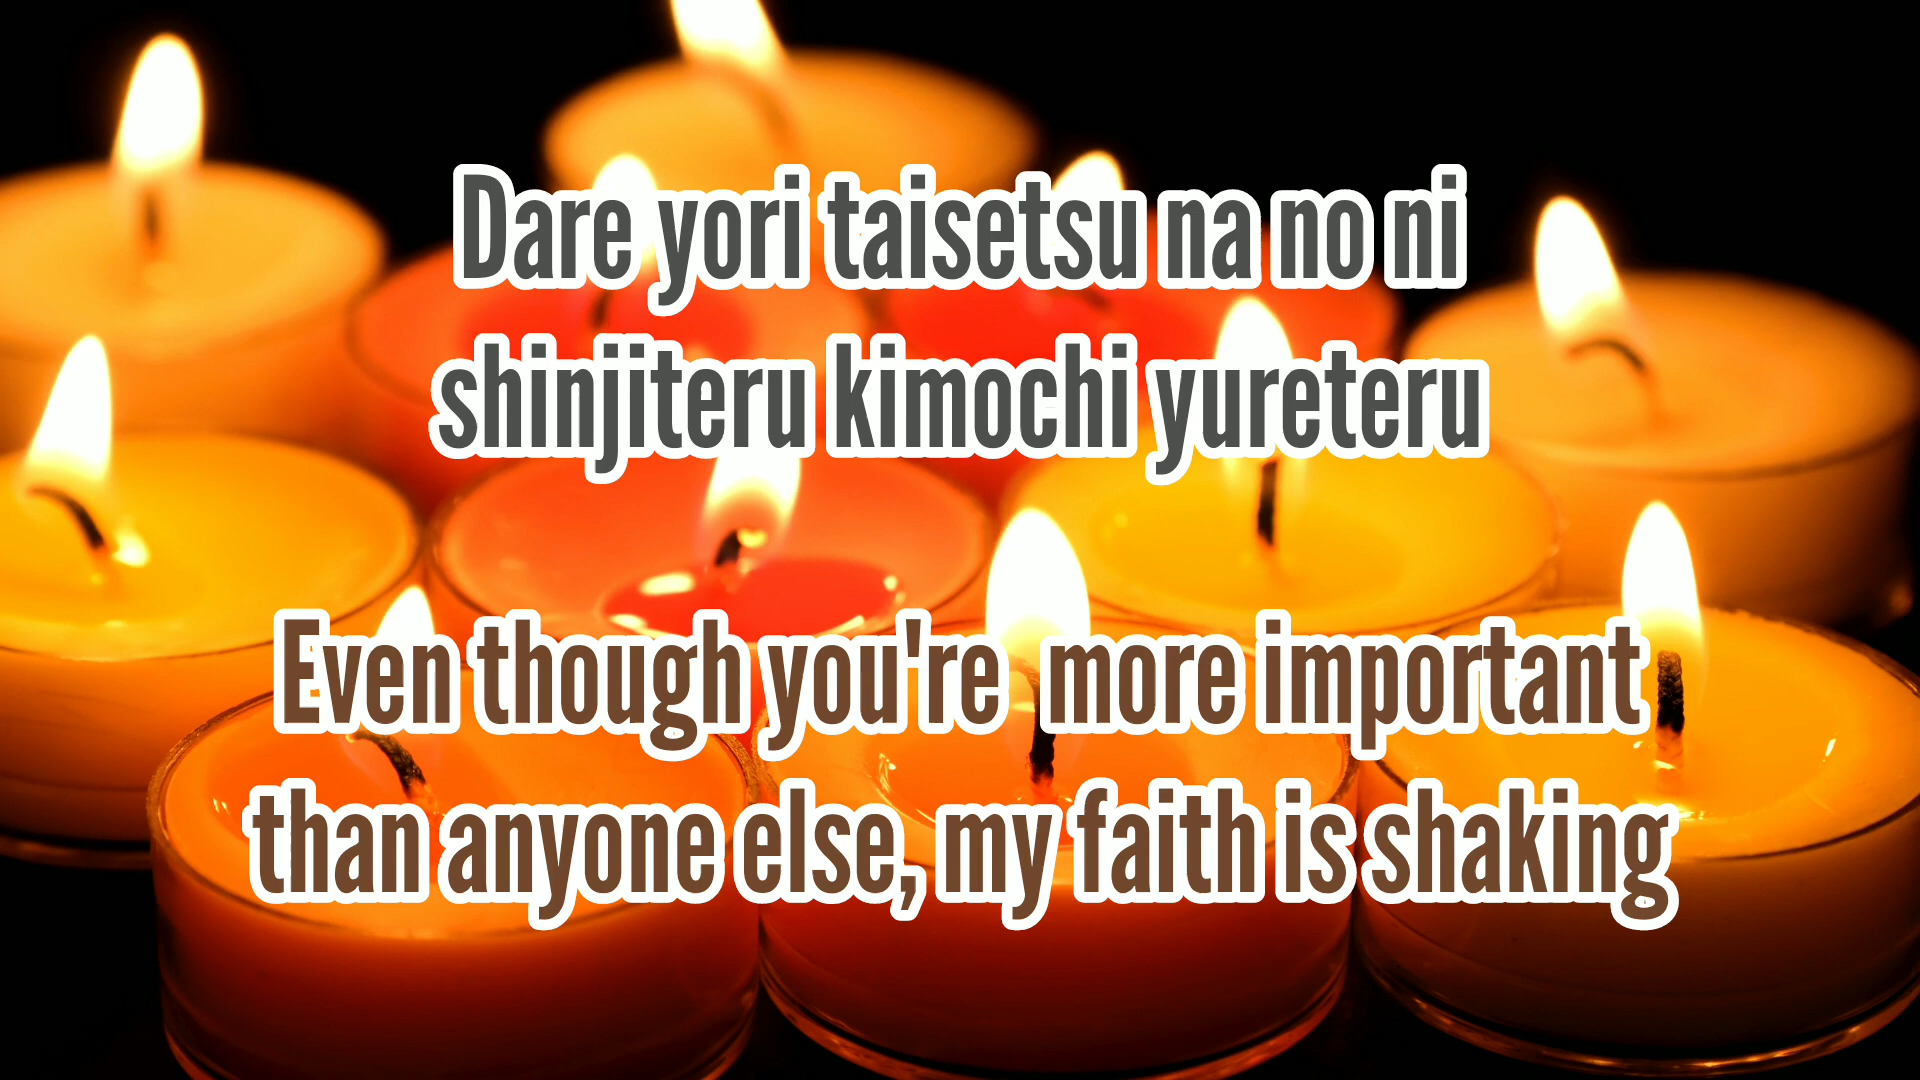 Dare yori taisetsu na no ni
shinjiteru kimochi yureteru
Even though you're  more important
than anyone else, my faith is shaking